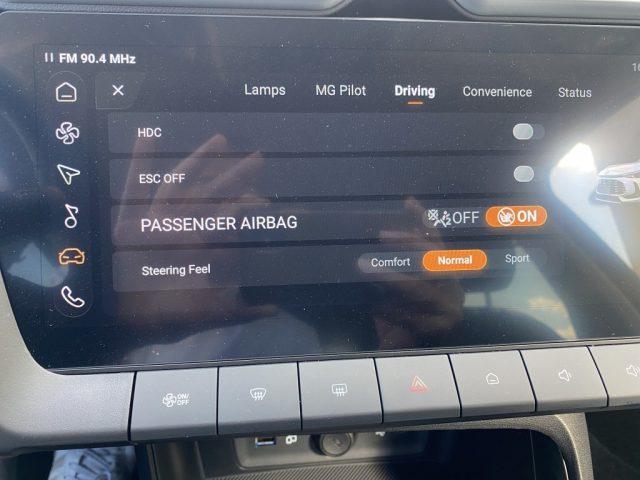 FM 90.4 MHz
Lamps MG Pilot Driving Convenience Status
HDC
ESC OFF
PASSENGER AIRBAG OFF ON
Steering Feel Comfort Normal Sport
ON/
OFF